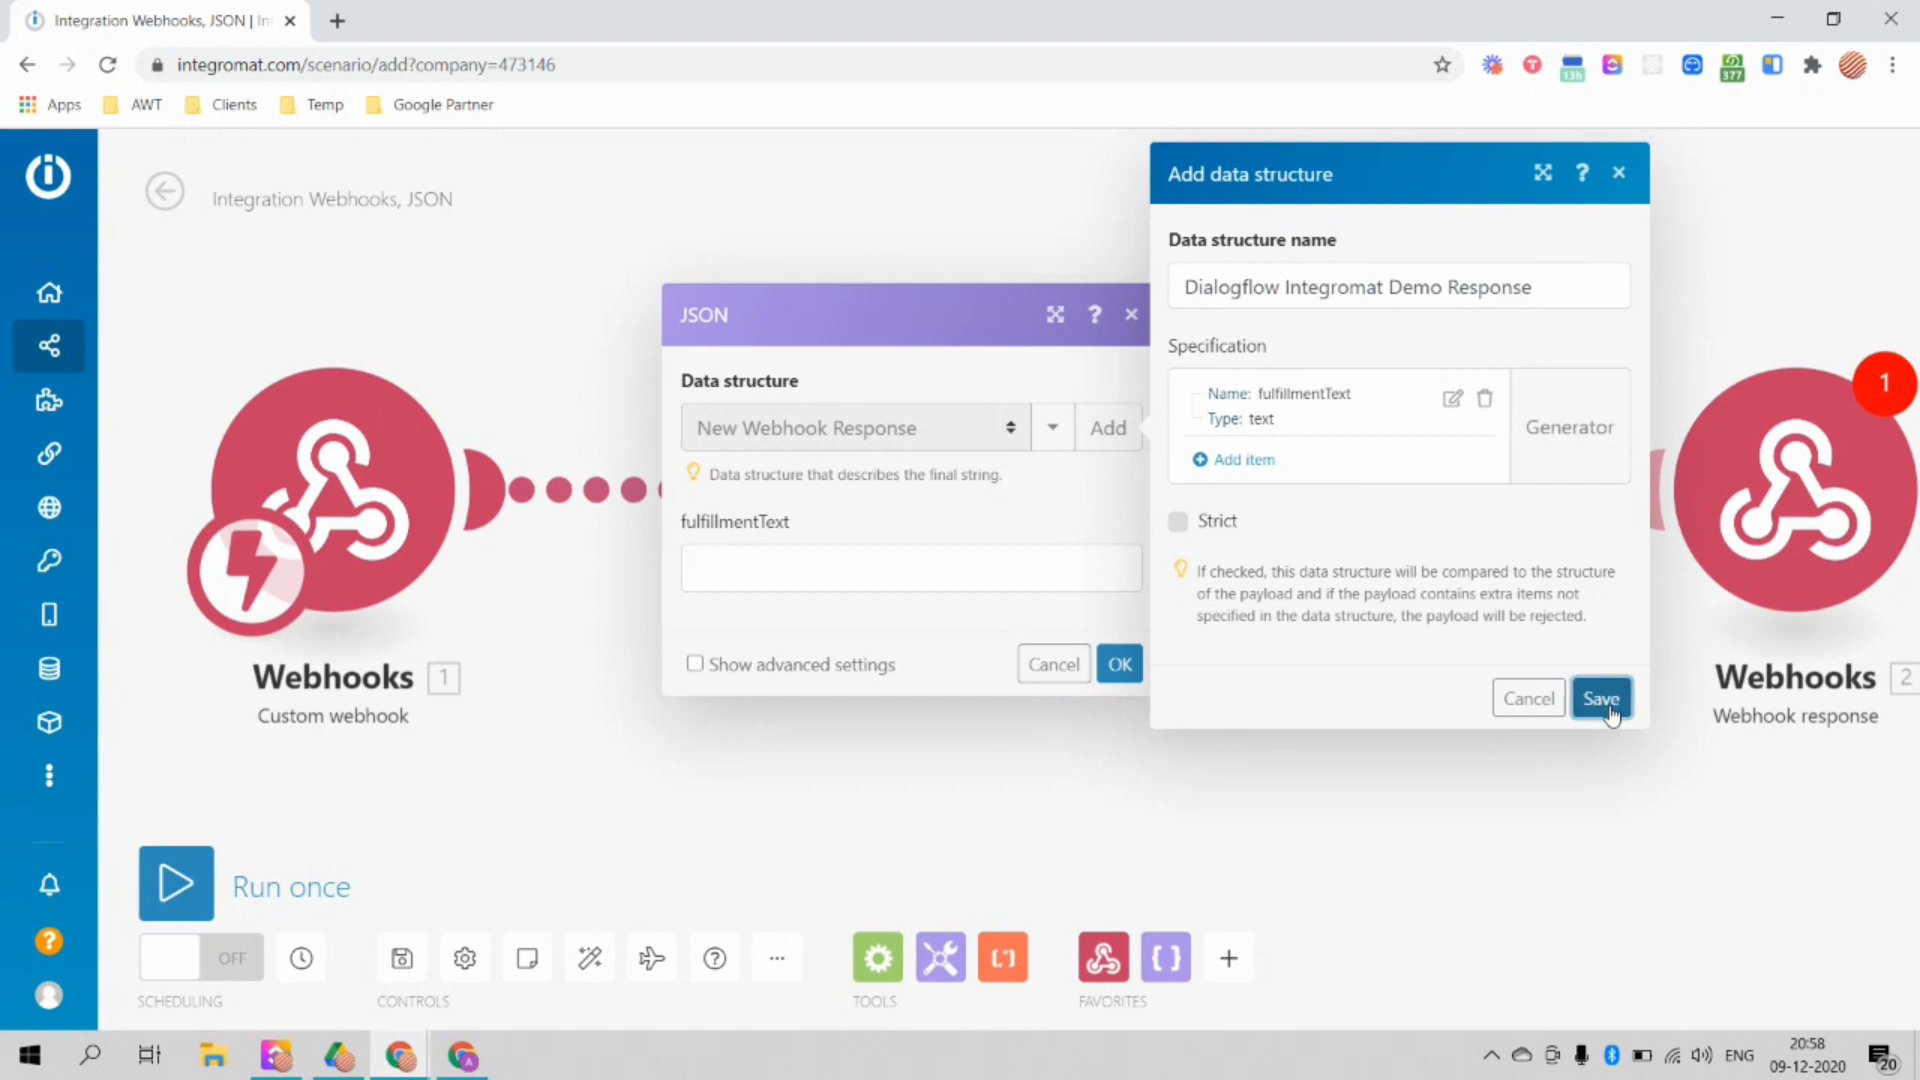 Integration Webhooks, JSON | In
integromat.com/scenario/add?company=473146
13h
377
Apps
AWT
Clients
Temp
Google Partner
Integration Webhooks, JSON
Add data structure
?
Data structure name
Dialogflow Integromat Demo Response
Specification
Name: fulfillmentText
Type: text
Add item
Generator
Strict
If checked, this data structure will be compared to the structure
of the payload and if the payload contains extra items not
specified in the data structure, the payload will be rejected.
Cancel
Save
JSON
?
Data structure
New Webhook Response
Add
Data structure that describes the final string.
fulfillmentText
Show advanced settings
Cancel
OK
1
Webhooks 1
Custom webhook
Webhooks 2
Webhook response
Run once
OFF
SCHEDULING
CONTROLS
TOOLS
FAVORITES
ENG
20:58
09-12-2020
20